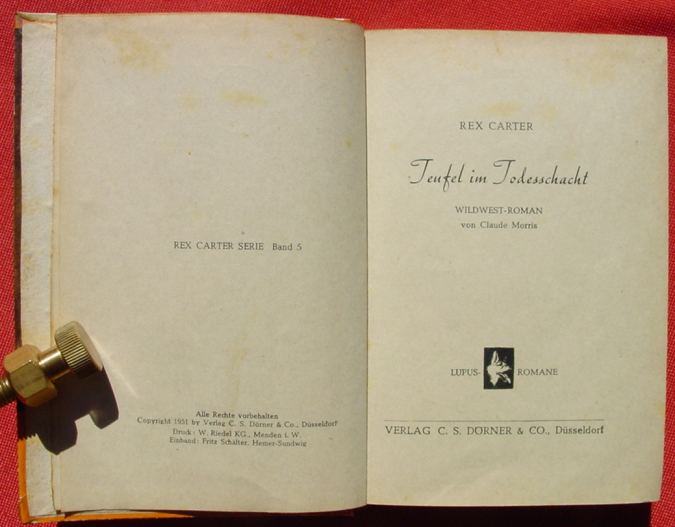 REX CARTER SERIE Band 5
Alle Rechte vorbehalten
Copyright 1951 by Verlag C. S. Dörner & Co., Düsseldorf
Druck: W. Riedel KG., Menden i. W.
Einband: Fritz Schalter, Hemer-Sundwig
REX CARTER
Teufel im Todesschacht
WILDWEST-ROMAN
von Claude Morris
LUPUS- ROMANE
VERLAG C. S. DÖRNER & CO., Düsseldorf